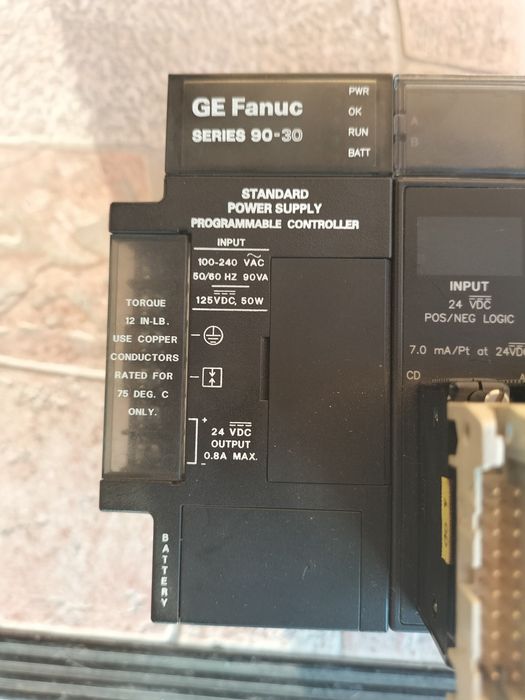 GE Fanuc
SERIES 90-30
PWR
OK
RUN
BATT
A
B
STANDARD
POWER SUPPLY
PROGRAMMABLE CONTROLLER
INPUT
100-240 VAC
50/60 HZ 90VA
125VDC, 50W
TORQUE
12 IN-LB.
USE COPPER
CONDUCTORS
RATED FOR
75 DEG. C
ONLY.
+
24 VDC
OUTPUT
0.8A MAX.
-
BATTERY
INPUT
24 VDC
POS/NEG LOGIC
7.0 mA/Pt at 24VDC
CD
A